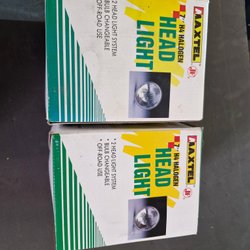 MAXTEL
7" H4 HALOGEN
HEAD
LIGHT
* 2 HEAD LIGHT SYSTEM
* BULB CHANGEABLE
* OFF-ROAD USE
MAXTEL
7" H4 HALOGEN
HEAD
LIGHT
* 2 HEAD LIGHT SYSTEM
* BULB CHANGEABLE
* OFF-ROAD USE